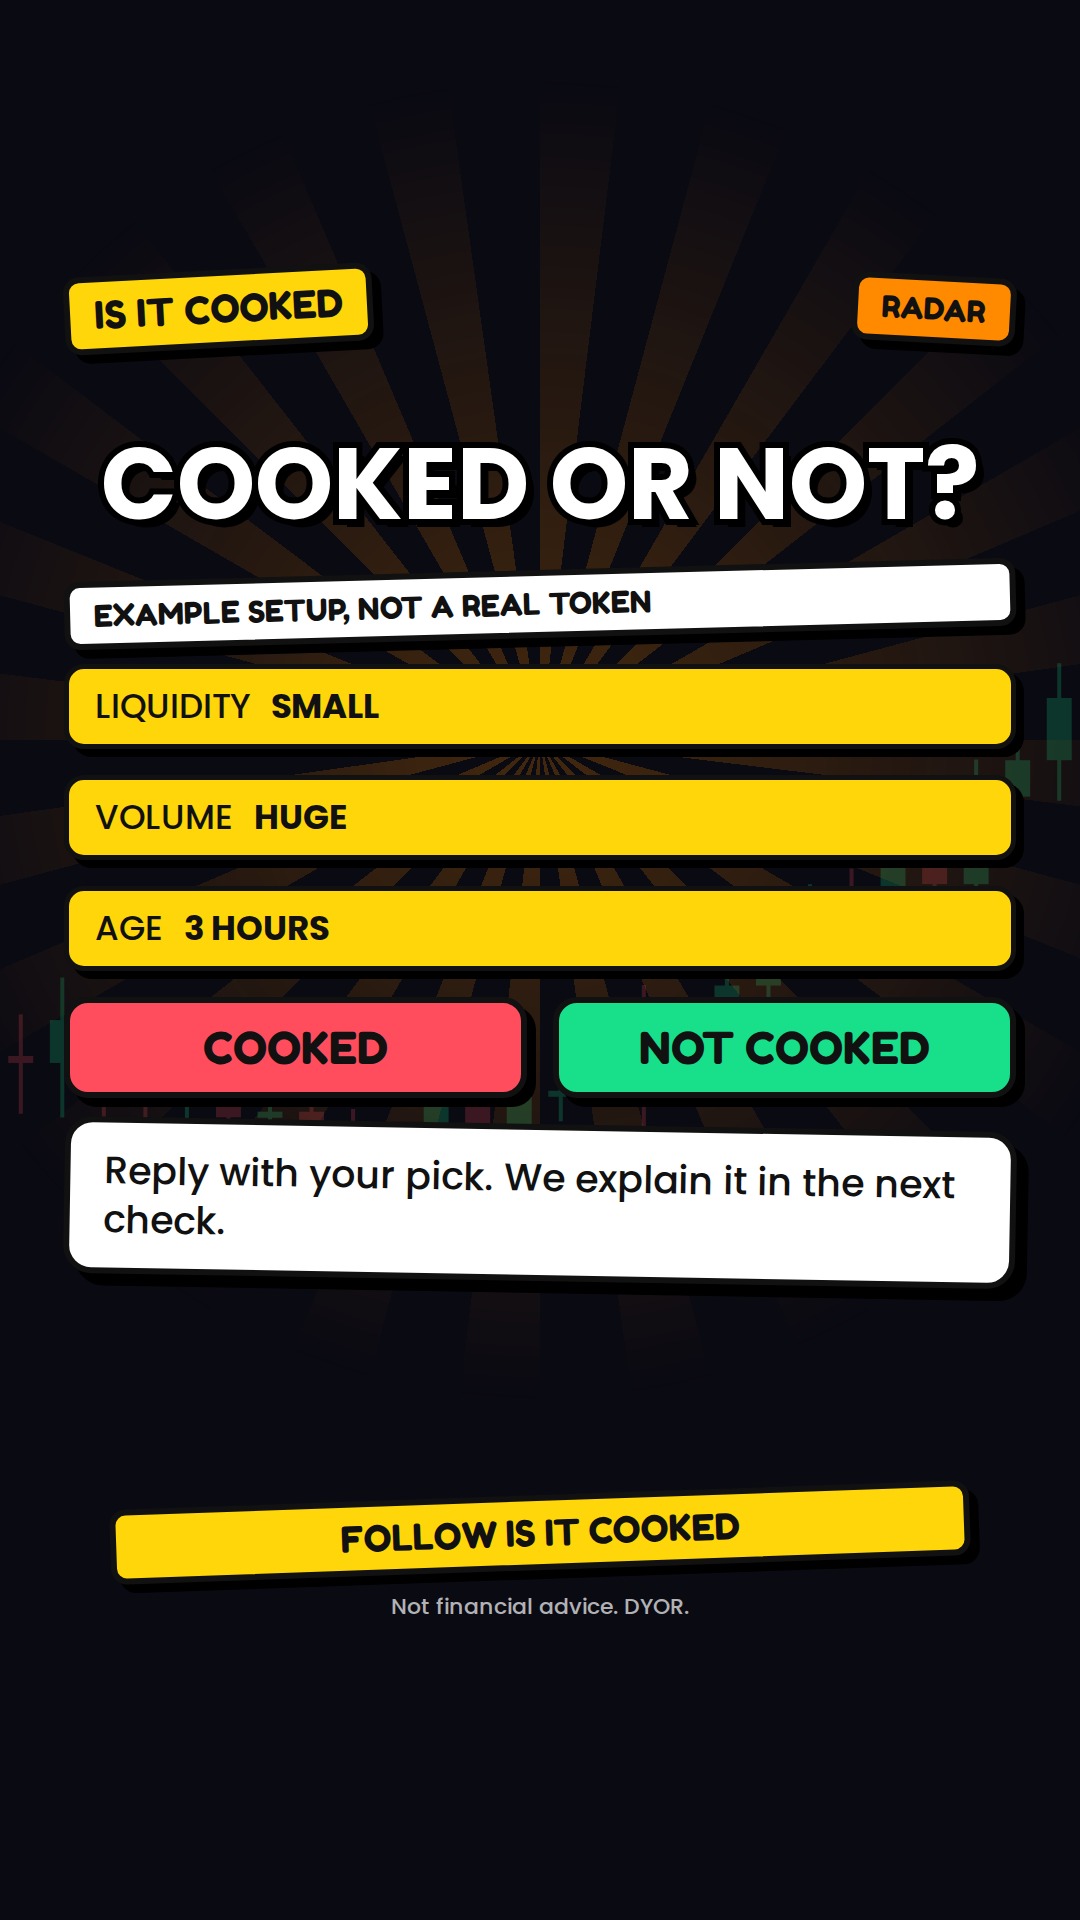 IS IT COOKED
RADAR
COOKED OR NOT?
EXAMPLE SETUP, NOT A REAL TOKEN
LIQUIDITY SMALL
VOLUME HUGE
AGE 3 HOURS
COOKED
NOT COOKED
Reply with your pick. We explain it in the next
check.
FOLLOW IS IT COOKED
Not financial advice. DYOR.